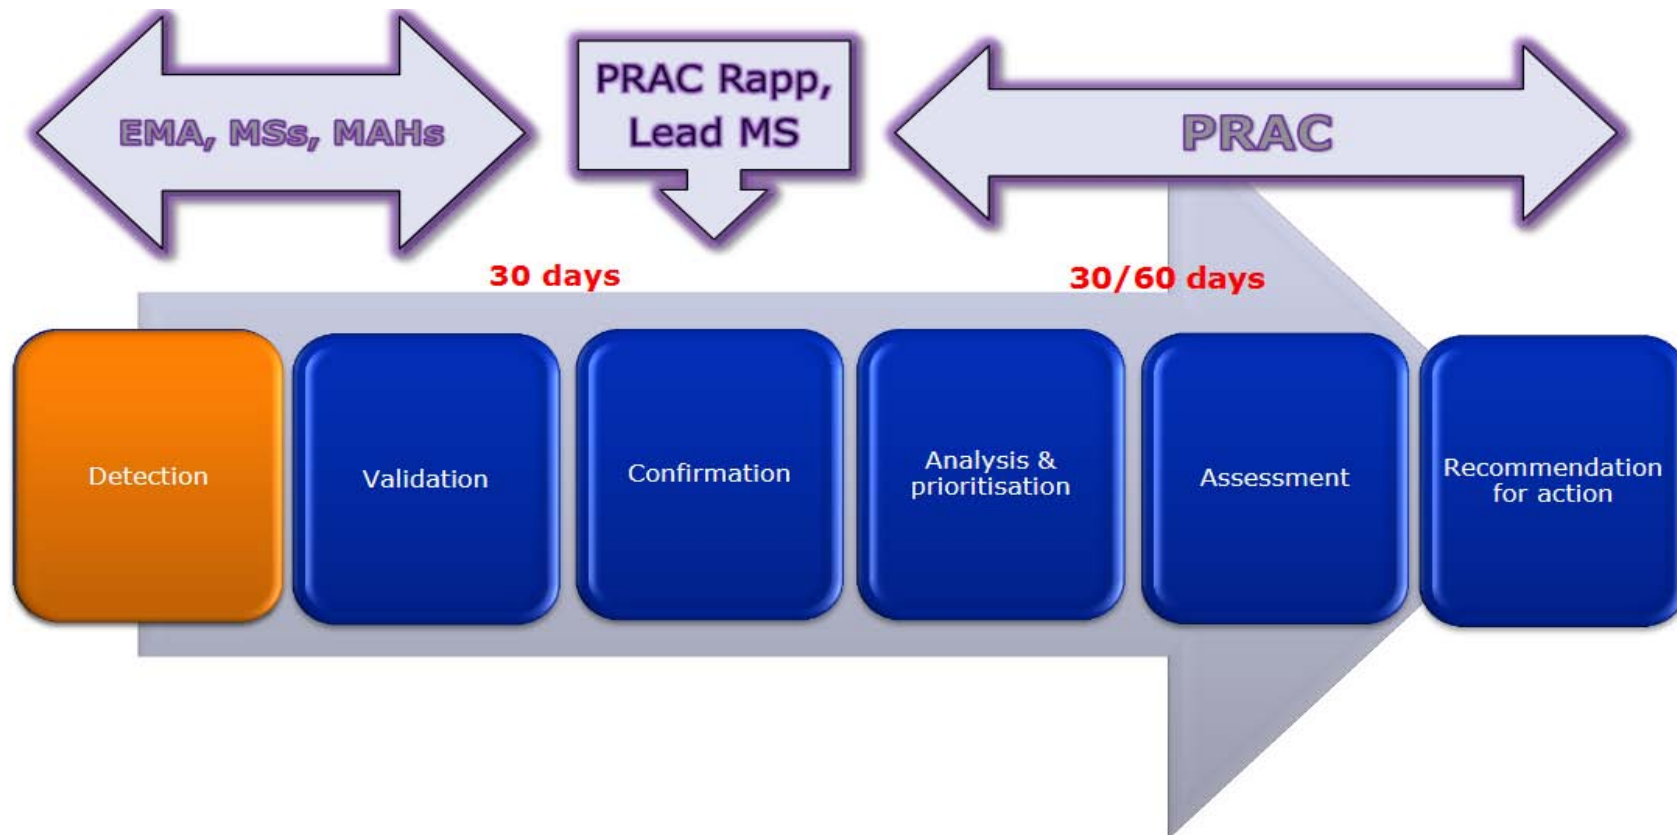 EMA, MSs, MAHs
PRAC Rapp,
Lead MS
PRAC
30 days
30/60 days
Detection
Validation
Confirmation
Analysis &
prioritisation
Assessment
Recommendation
for action